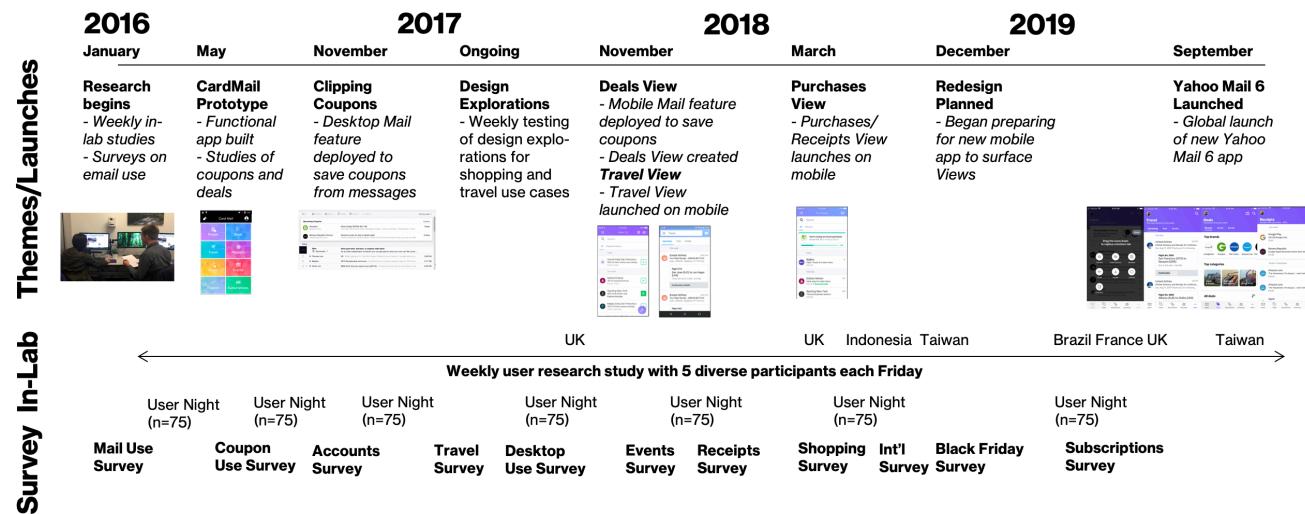 2016
2017
2018
2019
January
May
November
Ongoing
November
March
December
September
Themes/Launches
Research
begins
- Weekly in-
lab studies
- Surveys on
email use
CardMail
Prototype
- Functional
app built
- Studies of
coupons and
deals
Clipping
Coupons
- Desktop Mail
feature
deployed to
save coupons
from messages
Design
Explorations
- Weekly testing
of design explo-
rations for
shopping and
travel use cases
Deals View
- Mobile Mail feature
deployed to save
coupons
- Deals View created
Travel View
- Travel View
launched on mobile
Purchases
View
- Purchases/
Receipts View
launches on
mobile
Redesign
Planned
- Began preparing
for new mobile
app to surface
Views
Yahoo Mail 6
Launched
- Global launch
of new Yahoo
Mail 6 app
In-Lab
UK
UK
Indonesia
Taiwan
Brazil France UK
Taiwan
Weekly user research study with 5 diverse participants each Friday
Survey
User Night
(n=75)
User Night
(n=75)
User Night
(n=75)
User Night
(n=75)
User Night
(n=75)
User Night
(n=75)
User Night
(n=75)
Mail Use
Survey
Coupon
Use Survey
Accounts
Survey
Travel
Survey
Desktop
Use Survey
Events
Survey
Receipts
Survey
Shopping
Survey
Int'l
Survey
Black Friday
Survey
Subscriptions
Survey